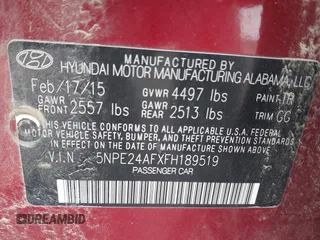 HYUNDAI MOTOR MANUFACTURING ALABAMA, LLC
Feb/17/15 GVWR 4497 lbs PAINT TR
GAWR FRONT 2557 lbs GAWR REAR 2513 lbs TRIM GG
THIS VEHICLE CONFORMS TO ALL APPLICABLE
FEDERAL MOTOR VEHICLE SAFETY, BUMPER,
AND THEFT PREVENTION STANDARDS IN EFFECT
ON THE DATE OF MANUFACTURE SHOWN ABOVE.
V.I.N. 5NPE24AFXFH189519
PASSENGER CAR
DREAMBID